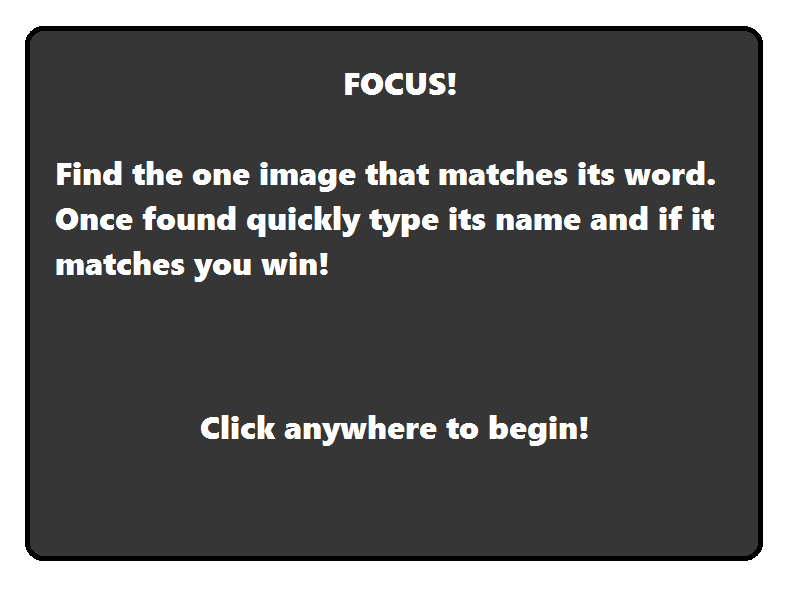 FOCUS!
Find the one image that matches its word.
Once found quickly type its name and if it
matches you win!
Click anywhere to begin!